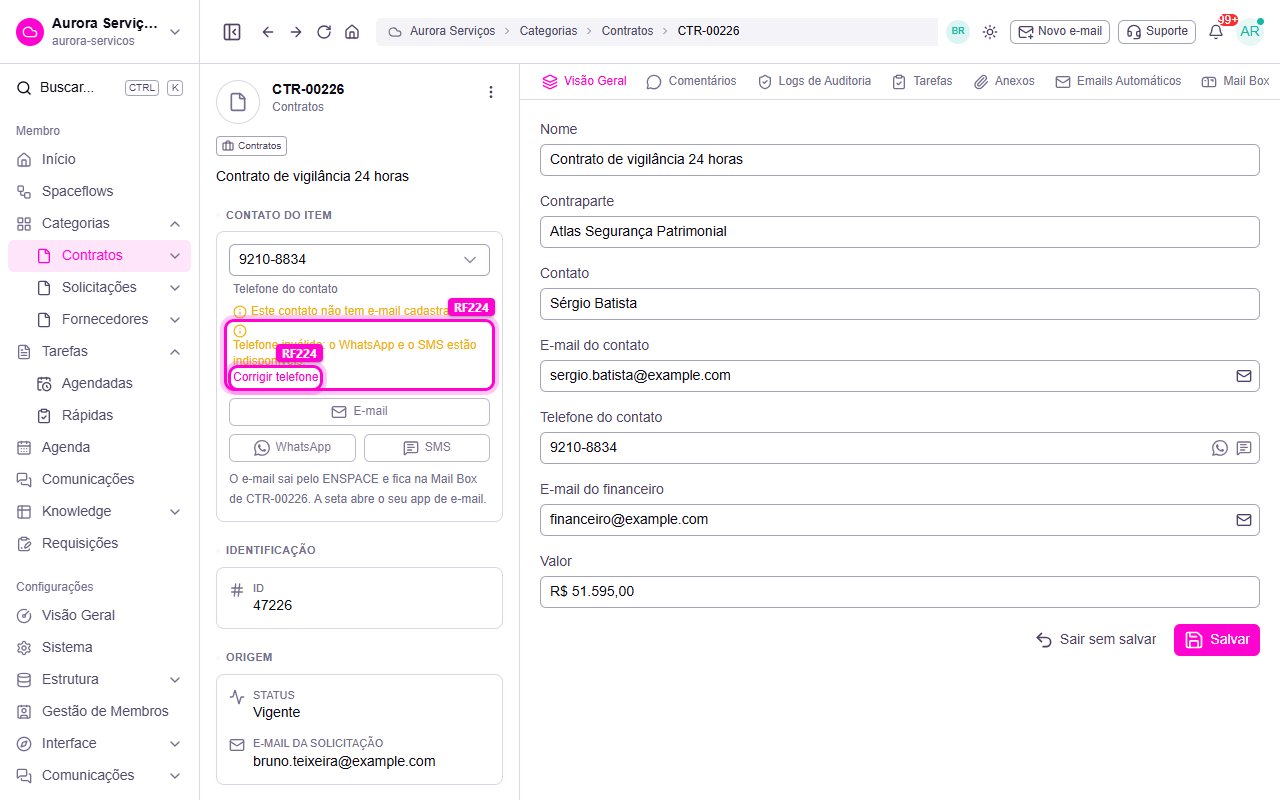 Aurora Serviç...
aurora-servicos
Aurora Serviços
Categorias
Contratos
CTR-00226
BR
Novo e-mail
Suporte
99+
AR
Buscar...
CTRL
K
Membro
Início
Spaceflows
Categorias
Contratos
Solicitações
Fornecedores
Tarefas
Agendadas
Rápidas
Agenda
Comunicações
Knowledge
Requisições
Configurações
Visão Geral
Sistema
Estrutura
Gestão de Membros
Interface
Comunicações
CTR-00226
Contratos
Contratos
Contrato de vigilância 24 horas
CONTATO DO ITEM
9210-8834
Telefone do contato
Este contato não tem e-mail
RF224
Telefone
o WhatsApp e o SMS estão
RF224
Corrigir telefone
E-mail
WhatsApp
SMS
O e-mail sai pelo ENSPACE e fica na Mail Box
de CTR-00226. A seta abre o seu app de e-mail.
IDENTIFICAÇÃO
ID
47226
ORIGEM
STATUS
Vigente
E-MAIL DA SOLICITAÇÃO
bruno.teixeira@example.com
Visão Geral
Comentários
Logs de Auditoria
Tarefas
Anexos
Emails Automáticos
Mail Box
Nome
Contrato de vigilância 24 horas
Contraparte
Atlas Segurança Patrimonial
Contato
Sérgio Batista
E-mail do contato
sergio.batista@example.com
Telefone do contato
9210-8834
E-mail do financeiro
financeiro@example.com
Valor
R$ 51.595,00
Sair sem salvar
Salvar